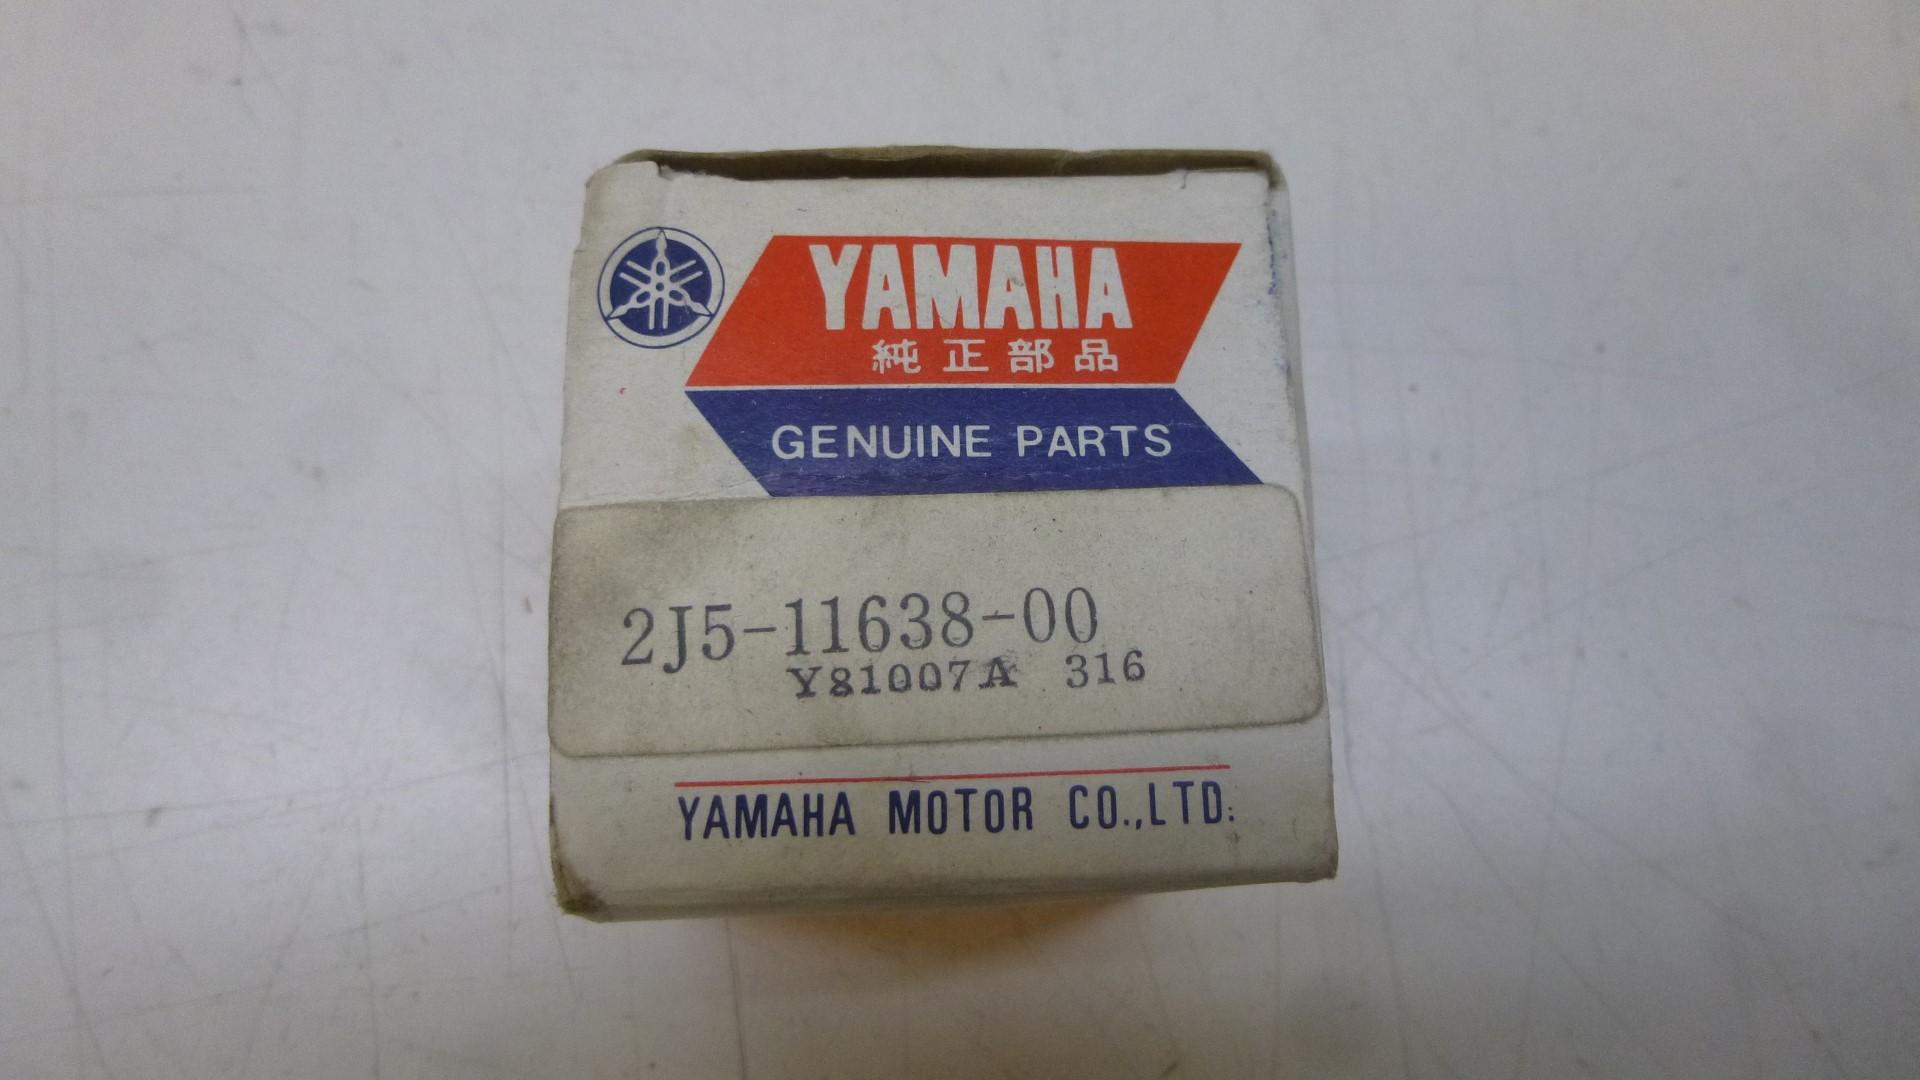 YAMAHA
純正部品
GENUINE PARTS
2J5-11638-00
Y81007A 316
YAMAHA MOTOR CO.,LTD.